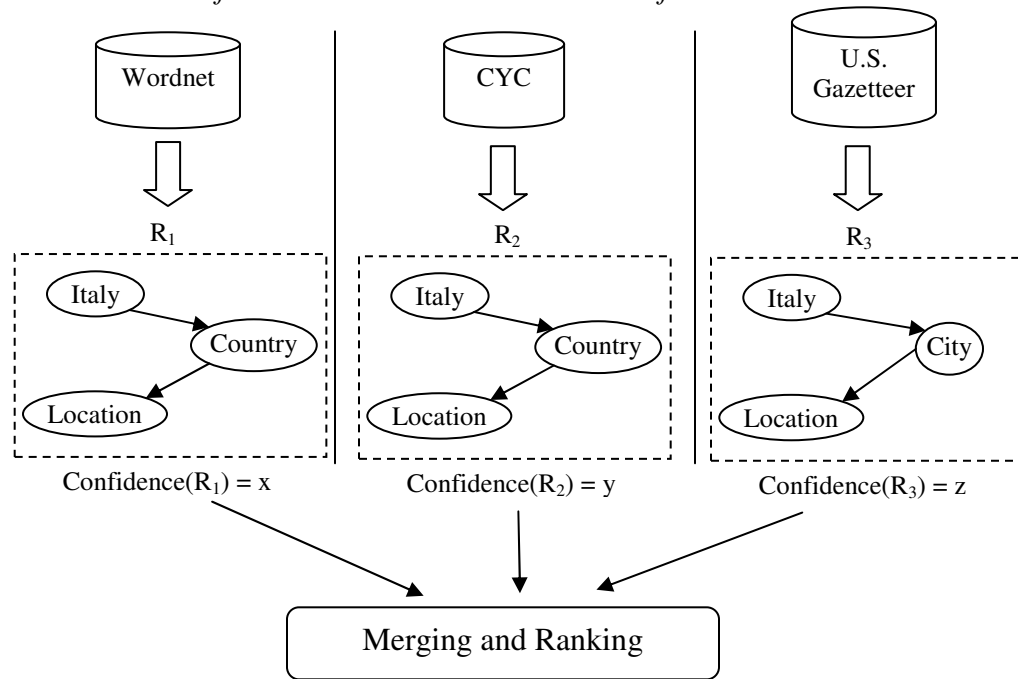 Wordnet
CYC
U.S.
Gazetteer
R₁
R₂
R₃
Italy
Country
Location
Italy
Country
Location
Italy
City
Location
Confidence(R₁) = x
Confidence(R₂) = y
Confidence(R₃) = z
Merging and Ranking